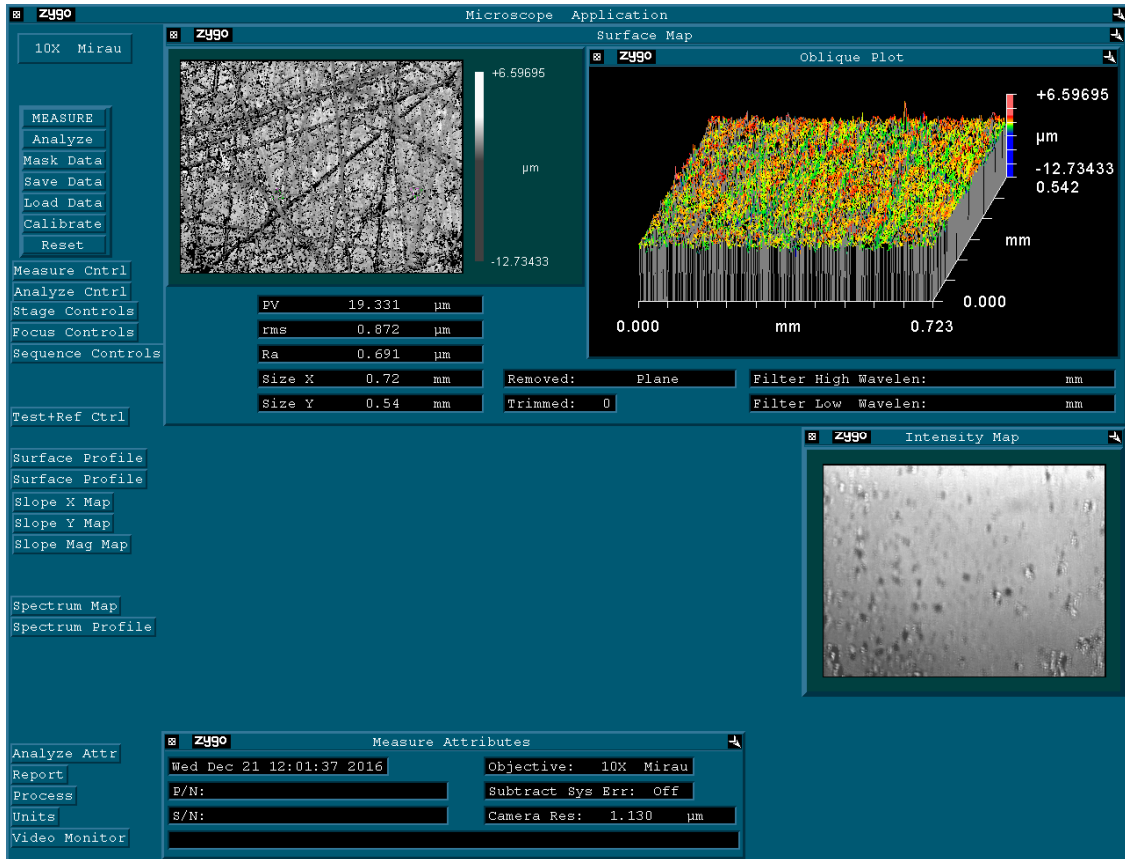 zygo Microscope Application
10X Mirau
MEASURE
Analyze
Mask Data
Save Data
Load Data
Calibrate
Reset
Measure Cntrl
Analyze Cntrl
Stage Controls
Focus Controls
Sequence Controls
Test+Ref Ctrl
Surface Profile
Surface Profile
Slope X Map
Slope Y Map
Slope Mag Map
Spectrum Map
Spectrum Profile
Analyze Attr
Report
Process
Units
Video Monitor
zygo Surface Map
+6.59695
µm
-12.73433
zygo Oblique Plot
+6.59695
µm
-12.73433
0.542
mm
0.000
0.000 mm 0.723
PV 19.331 µm
rms 0.872 µm
Ra 0.691 µm
Size X 0.72 mm
Size Y 0.54 mm
Removed: Plane
Trimmed: 0
Filter High Wavelen: mm
Filter Low Wavelen: mm
zygo Intensity Map
zygo Measure Attributes
Wed Dec 21 12:01:37 2016
P/N:
S/N:
Objective: 10X Mirau
Subtract Sys Err: Off
Camera Res: 1.130 µm